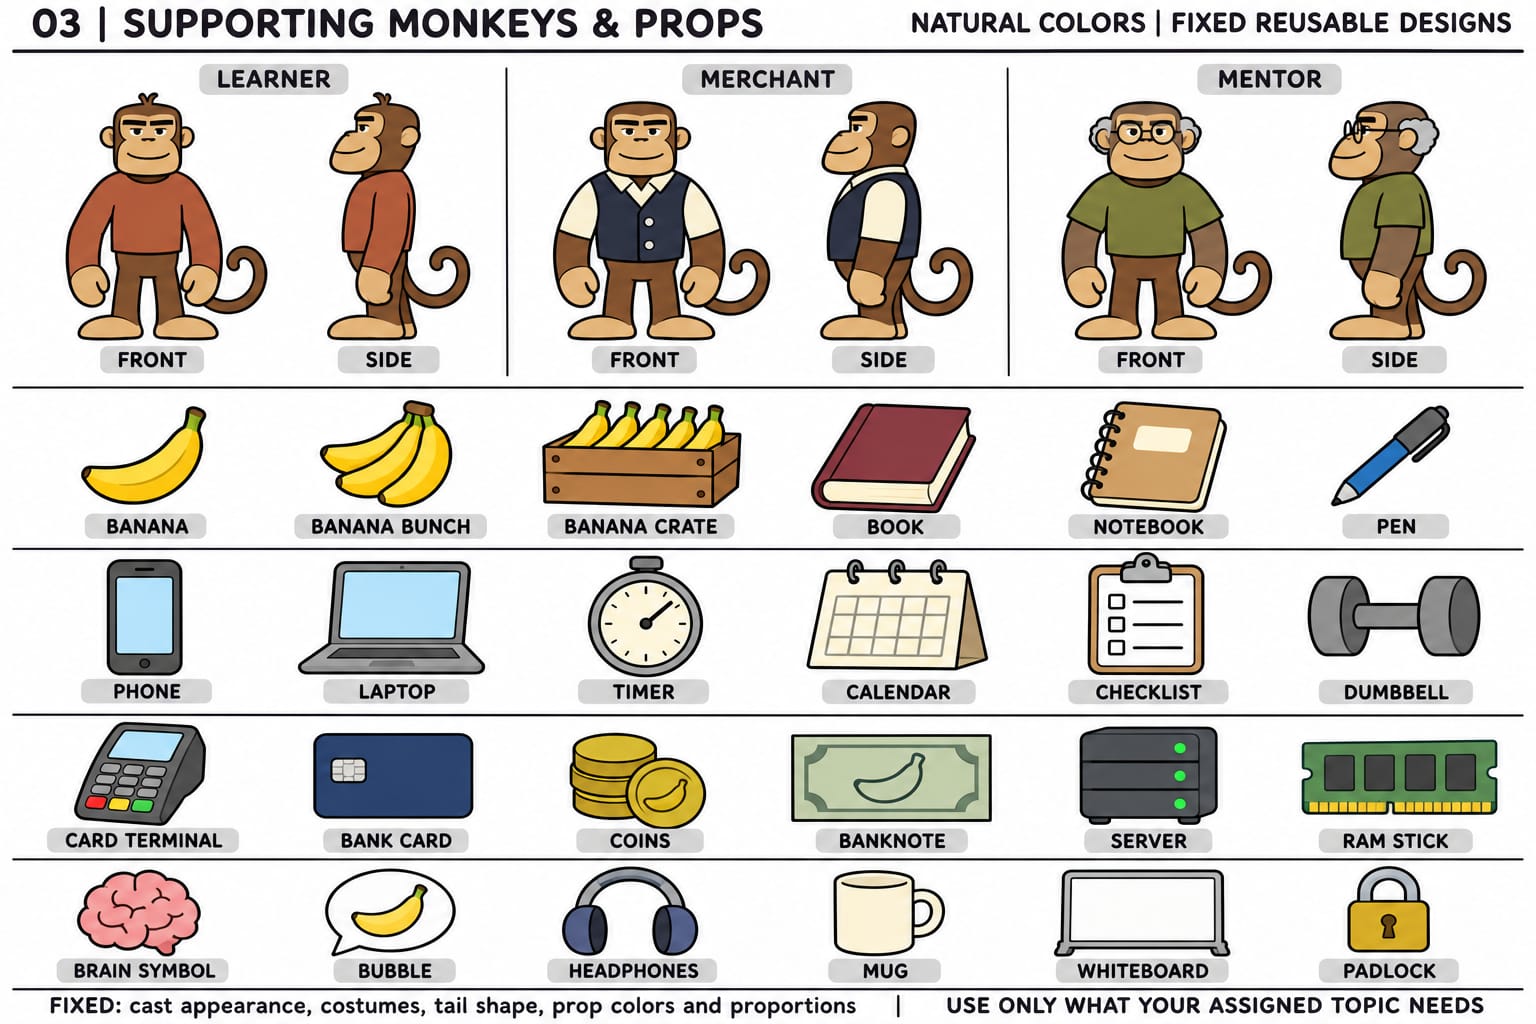 03 | SUPPORTING MONKEYS & PROPS
NATURAL COLORS | FIXED REUSABLE DESIGNS
LEARNER
MERCHANT
MENTOR
FRONT
SIDE
FRONT
SIDE
FRONT
SIDE
BANANA
BANANA BUNCH
BANANA CRATE
BOOK
NOTEBOOK
PEN
PHONE
LAPTOP
TIMER
CALENDAR
CHECKLIST
DUMBBELL
CARD TERMINAL
BANK CARD
COINS
BANKNOTE
SERVER
RAM STICK
BRAIN SYMBOL
BUBBLE
HEADPHONES
MUG
WHITEBOARD
PADLOCK
FIXED: cast appearance, costumes, tail shape, prop colors and proportions | USE ONLY WHAT YOUR ASSIGNED TOPIC NEEDS